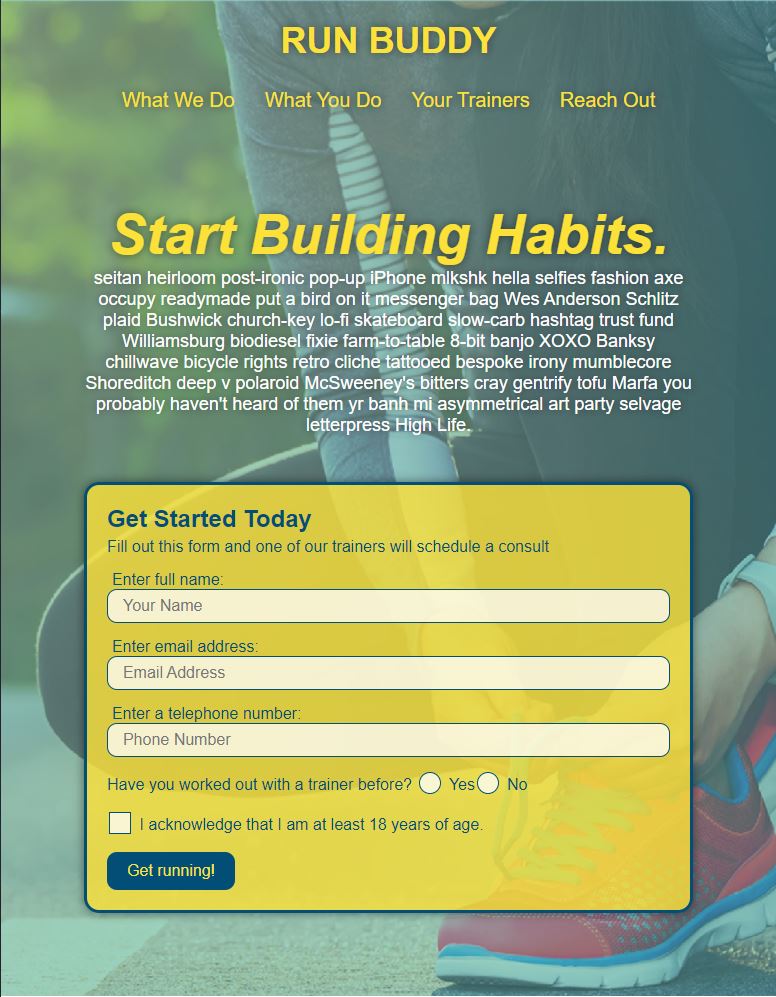 RUN BUDDY
What We Do What You Do Your Trainers Reach Out
Start Building Habits.
seitan heirloom post-ironic pop-up iPhone mlkshk hella selfies fashion axe
occupy readymade put a bird on it messenger bag Wes Anderson Schlitz
plaid Bushwick church-key lo-fi skateboard slow-carb hashtag trust fund
Williamsburg biodiesel fixie farm-to-table 8-bit banjo XOXO Banksy
chillwave bicycle rights retro cliche tattooed bespoke irony mumblecore
Shoreditch deep v polaroid McSweeney's bitters cray gentrify tofu Marfa you
probably haven't heard of them yr banh mi asymmetrical art party selvage
letterpress High Life.
Get Started Today
Fill out this form and one of our trainers will schedule a consult
Enter full name:
Your Name
Enter email address:
Email Address
Enter a telephone number:
Phone Number
Have you worked out with a trainer before? Yes No
I acknowledge that I am at least 18 years of age.
Get running!